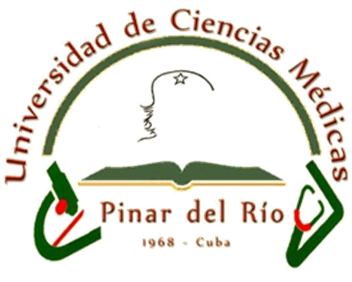 Universidad de Ciencias Médicas
Pinar del Río
1968 - Cuba